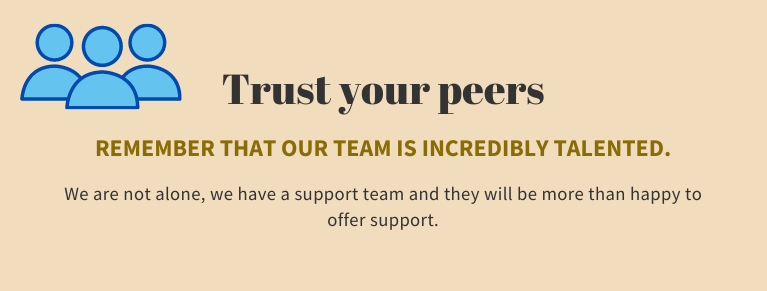 Trust your peers
REMEMBER THAT OUR TEAM IS INCREDIBLY TALENTED.
We are not alone, we have a support team and they will be more than happy to
offer support.